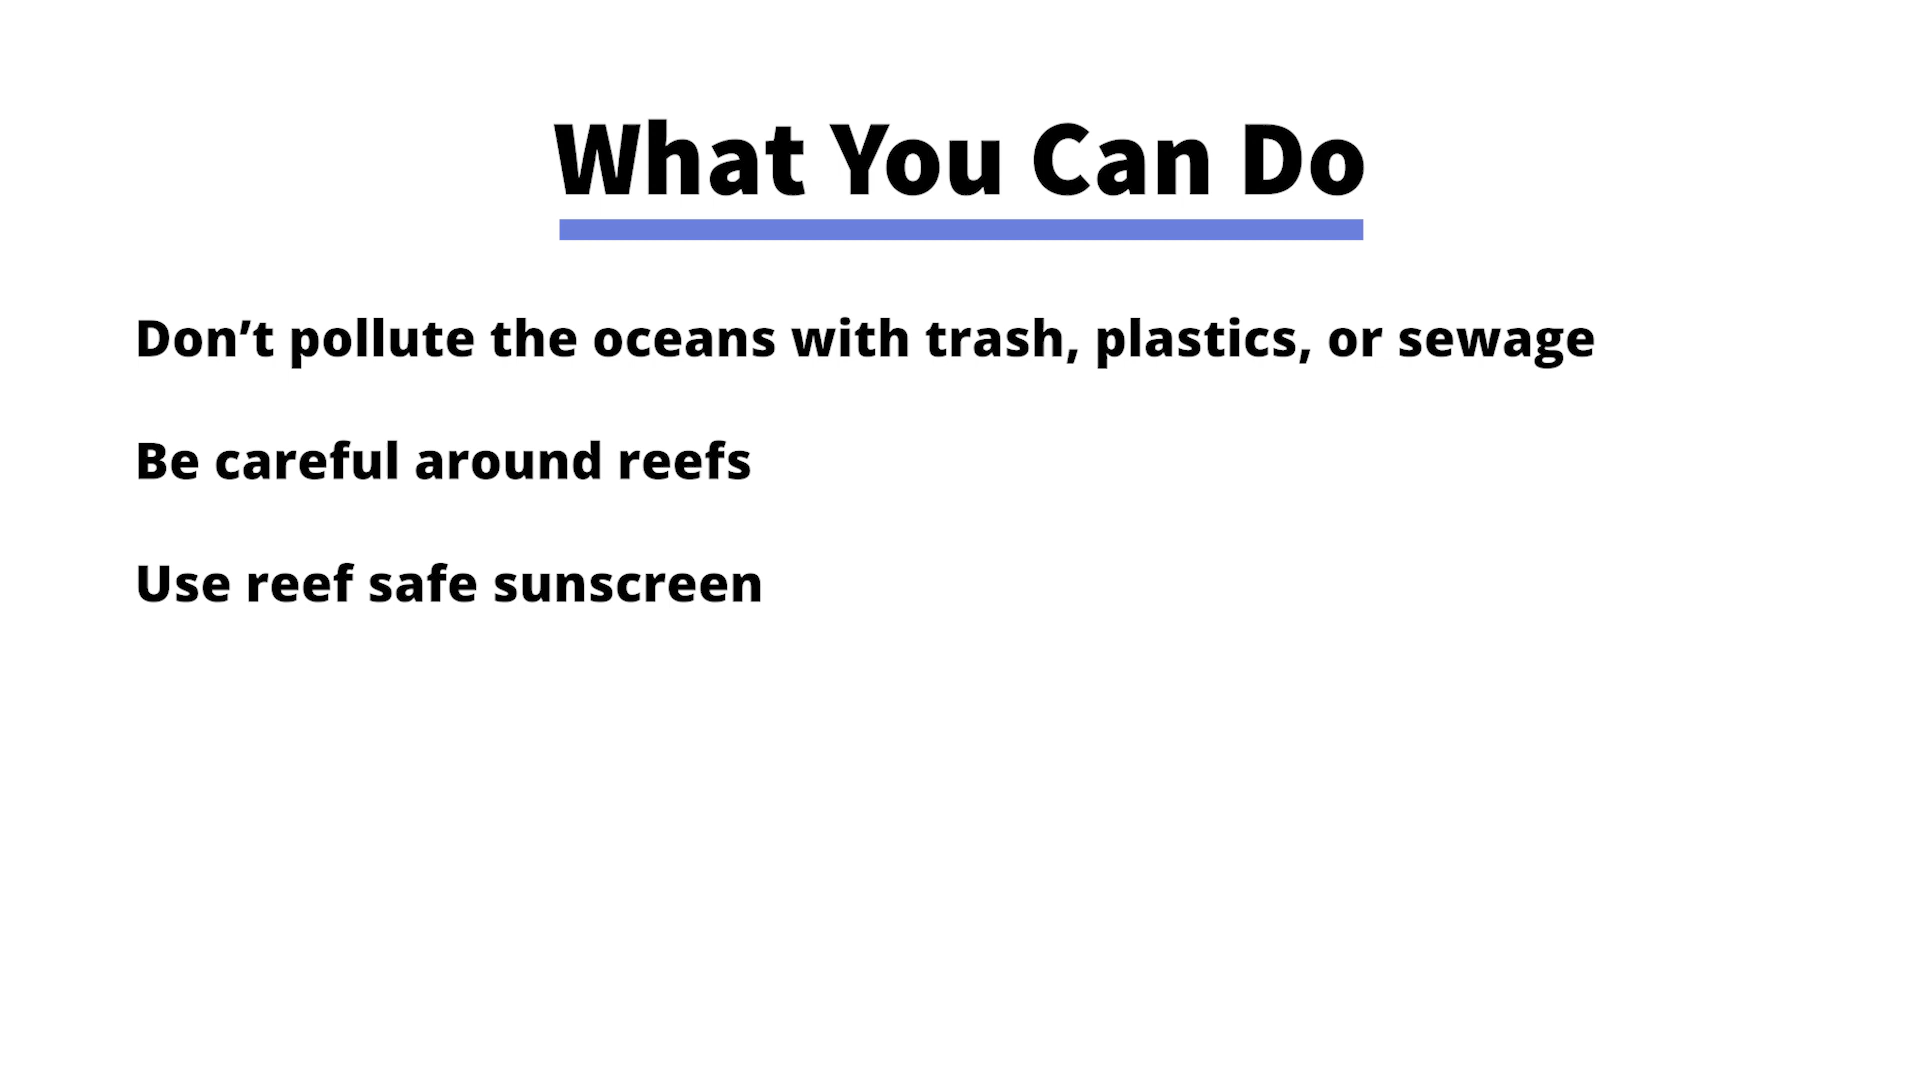 What You Can Do
Don’t pollute the oceans with trash, plastics, or sewage
Be careful around reefs
Use reef safe sunscreen